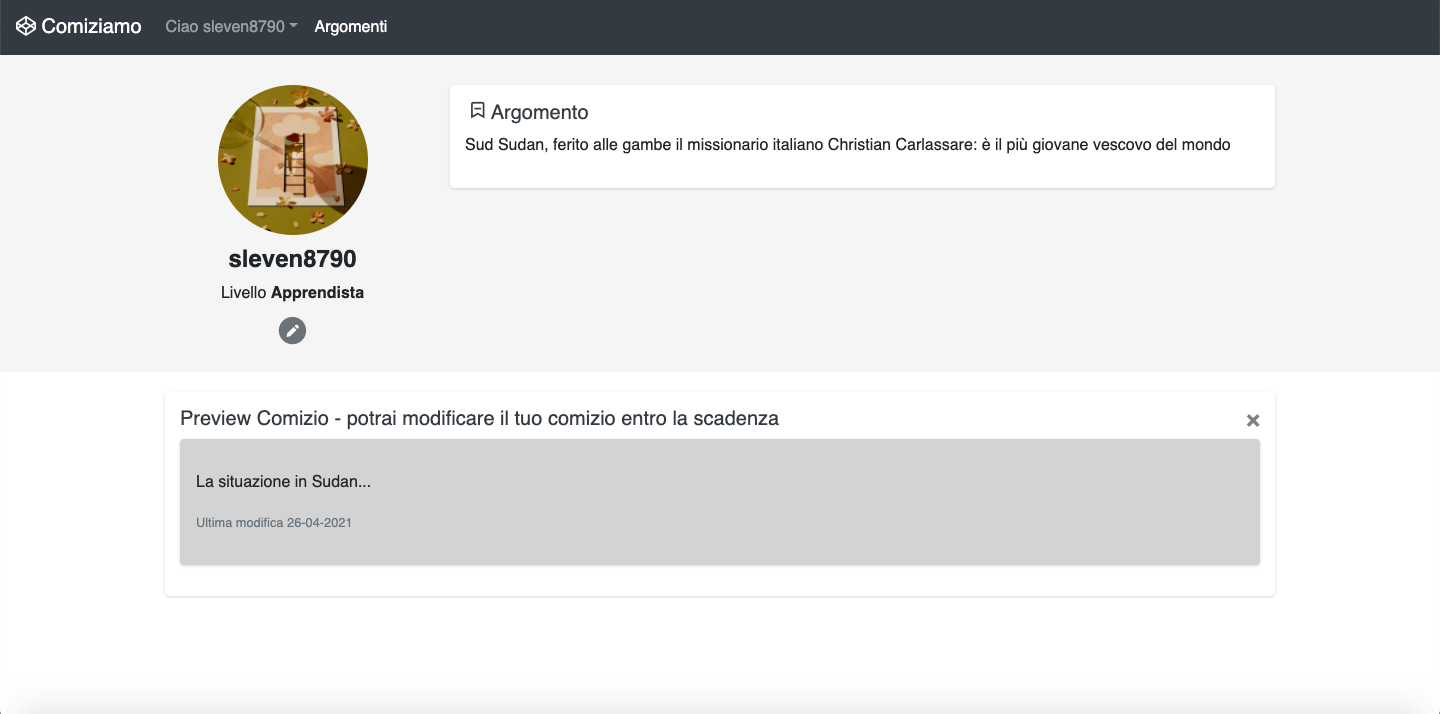 Comiziamo
Ciao sleven8790
Argomenti
Argomento
Sud Sudan, ferito alle gambe il missionario italiano Christian Carlassare: è il più giovane vescovo del mondo
sleven8790
Livello Apprendista
Preview Comizio - potrai modificare il tuo comizio entro la scadenza
La situazione in Sudan...
Ultima modifica 26-04-2021